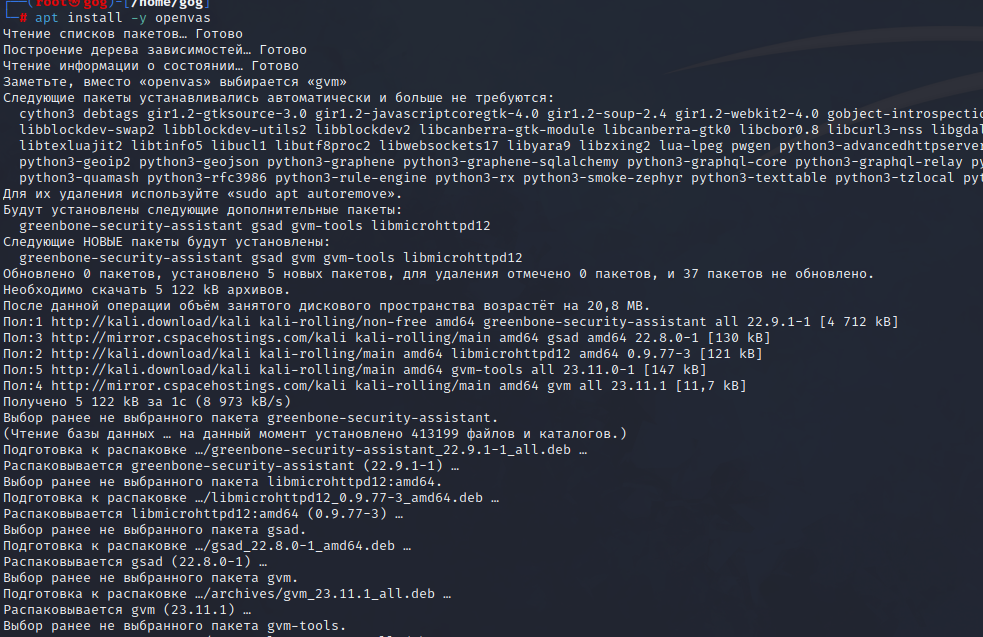 (root㉿gog)-[/home/gog]
# apt install -y openvas
Чтение списков пакетов… Готово
Построение дерева зависимостей… Готово
Чтение информации о состоянии… Готово
Заметьте, вместо «openvas» выбирается «gvm»
Следующие пакеты устанавливались автоматически и больше не требуются:
cython3 debtags gir1.2-gtksource-3.0 gir1.2-javascriptcoregtk-4.0 gir1.2-soup-2.4 gir1.2-webkit2-4.0 gobject-introspectio
libblockdev-swap2 libblockdev-utils2 libblockdev2 libcanberra-gtk-module libcanberra-gtk0 libcbor0.8 libcurl3-nss libgdal
libtexluajit2 libtinfo5 libucl1 libutf8proc2 libwebsockets17 libyara9 libzxing2 lua-lpeg pwgen python3-advancedhttpserver
python3-geoip2 python3-geojson python3-graphene python3-graphene-sqlalchemy python3-graphql-core python3-graphql-relay py
python3-quamash python3-rfc3986 python3-rule-engine python3-rx python3-smoke-zephyr python3-texttable python3-tzlocal pyt
Для их удаления используйте «sudo apt autoremove».
Будут установлены следующие дополнительные пакеты:
greenbone-security-assistant gsad gvm-tools libmicrohttpd12
Следующие НОВЫЕ пакеты будут установлены:
greenbone-security-assistant gsad gvm gvm-tools libmicrohttpd12
Обновлено 0 пакетов, установлено 5 новых пакетов, для удаления отмечено 0 пакетов, и 37 пакетов не обновлено.
Необходимо скачать 5 122 kB архивов.
После данной операции объём занятого дискового пространства возрастёт на 20,8 MB.
Пол:1 http://kali.download/kali kali-rolling/non-free amd64 greenbone-security-assistant all 22.9.1-1 [4 712 kB]
Пол:3 http://mirror.cspacehostings.com/kali kali-rolling/main amd64 gsad amd64 22.8.0-1 [130 kB]
Пол:2 http://kali.download/kali kali-rolling/main amd64 libmicrohttpd12 amd64 0.9.77-3 [121 kB]
Пол:5 http://kali.download/kali kali-rolling/main amd64 gvm-tools all 23.11.0-1 [147 kB]
Пол:4 http://mirror.cspacehostings.com/kali kali-rolling/main amd64 gvm all 23.11.1 [11,7 kB]
Получено 5 122 kB за 1с (8 973 kB/s)
Выбор ранее не выбранного пакета greenbone-security-assistant.
(Чтение базы данных … на данный момент установлено 413199 файлов и каталогов.)
Подготовка к распаковке …/greenbone-security-assistant_22.9.1-1_all.deb …
Распаковывается greenbone-security-assistant (22.9.1-1) …
Выбор ранее не выбранного пакета libmicrohttpd12:amd64.
Подготовка к распаковке …/libmicrohttpd12_0.9.77-3_amd64.deb …
Распаковывается libmicrohttpd12:amd64 (0.9.77-3) …
Выбор ранее не выбранного пакета gsad.
Подготовка к распаковке …/gsad_22.8.0-1_amd64.deb …
Распаковывается gsad (22.8.0-1) …
Выбор ранее не выбранного пакета gvm.
Подготовка к распаковке …/archives/gvm_23.11.1_all.deb …
Распаковывается gvm (23.11.1) …
Выбор ранее не выбранного пакета gvm-tools.